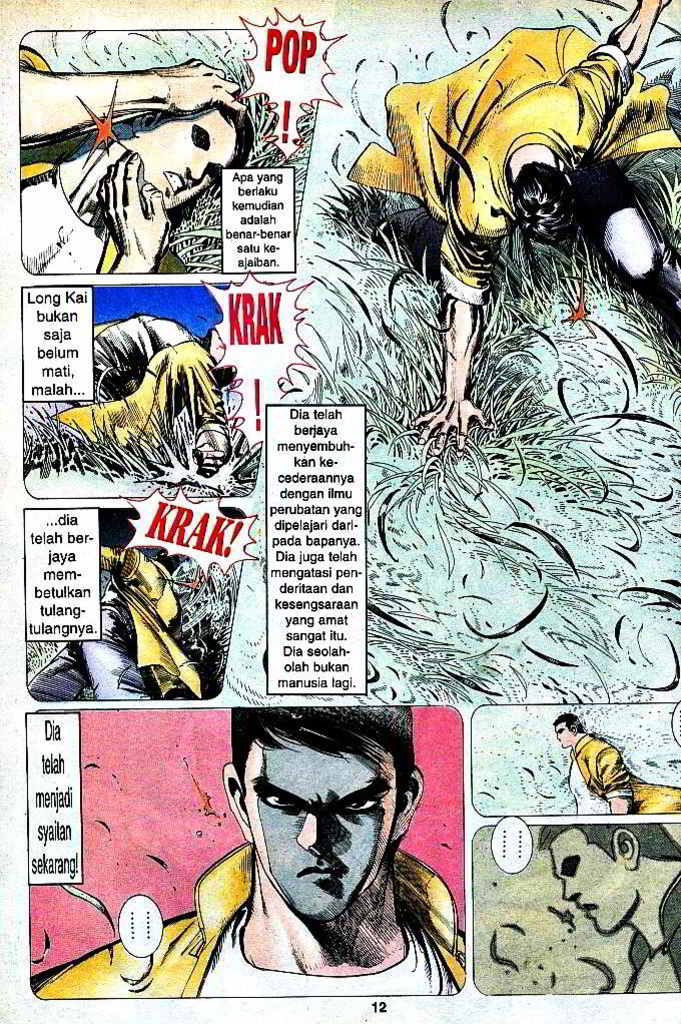 POP
!
Apa yang
berlaku
kemudian
adalah
benar-benar
satu ke-
ajaiban.
Long Kai
bukan
saja
belum
mati,
malah...
KRAK
!
Dia telah
berjaya
menyembuh-
kan ke-
cederaannya
dengan ilmu
perubatan yang
dipelajari dari-
pada bapanya.
Dia juga telah
mengatasi pen-
deritaan dan
kesengsaraan
yang amat
sangat itu.
Dia seolah-
olah bukan
manusia lagi.
...dia
telah ber-
jaya
mem-
betulkan
tulang-
tulangnya.
KRAK!
Dia
telah
menjadi
syaitan
sekarang!
12